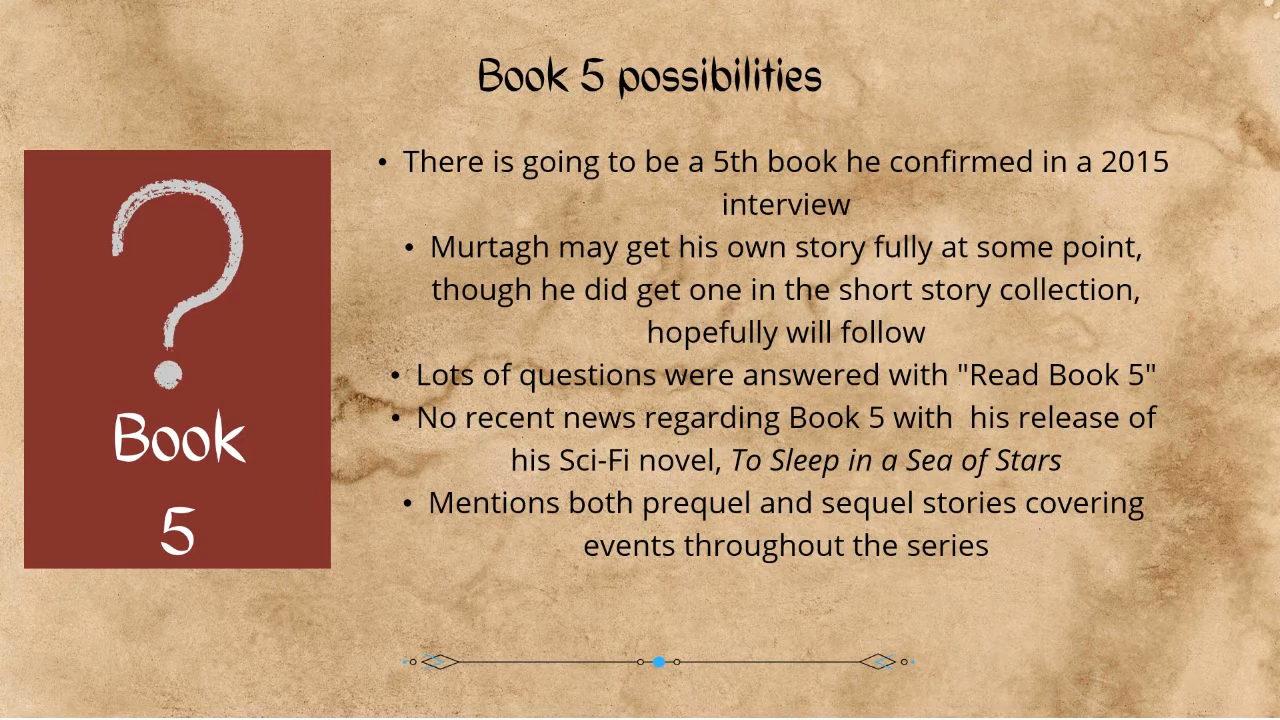 Book 5 possibilities
Book
5
• There is going to be a 5th book he confirmed in a 2015
interview
• Murtagh may get his own story fully at some point,
though he did get one in the short story collection,
hopefully will follow
• Lots of questions were answered with "Read Book 5"
• No recent news regarding Book 5 with  his release of
his Sci-Fi novel, To Sleep in a Sea of Stars
• Mentions both prequel and sequel stories covering
events throughout the series